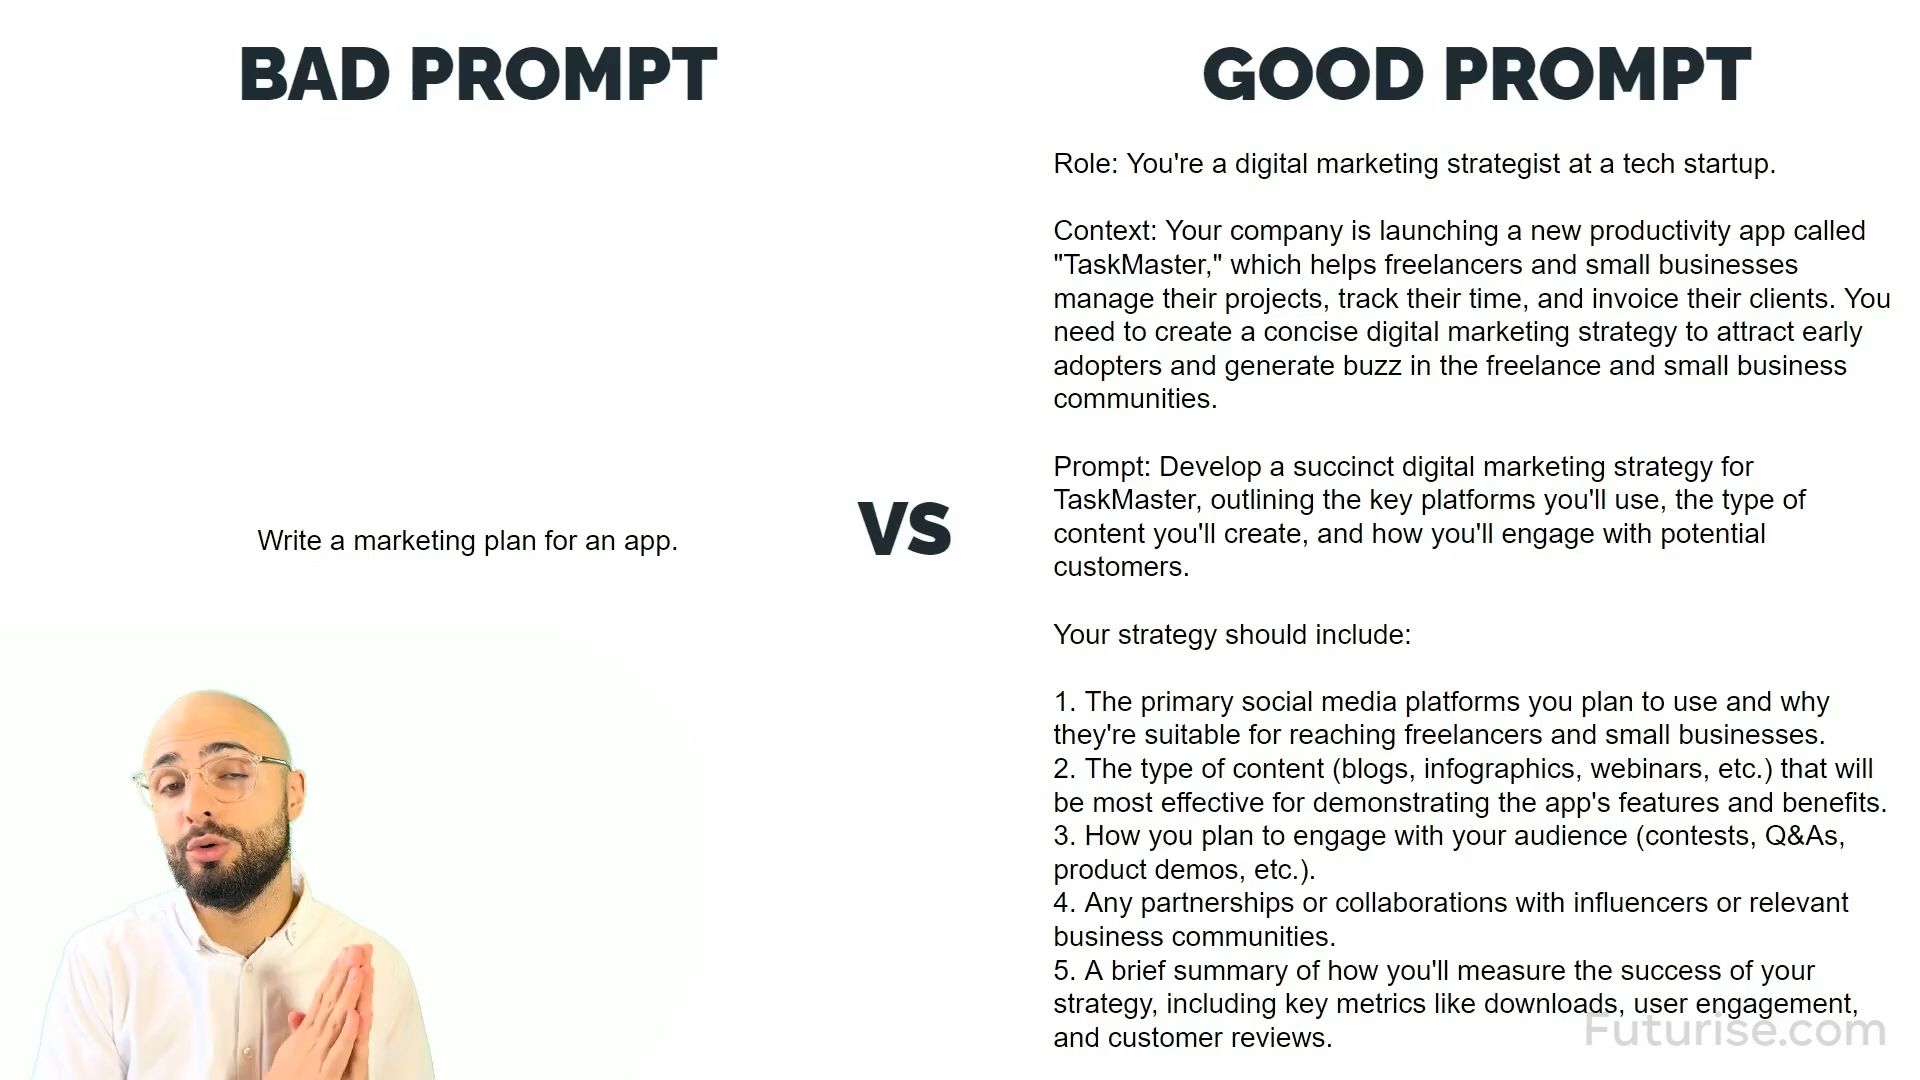 BAD PROMPT
Write a marketing plan for an app.
VS
GOOD PROMPT
Role: You're a digital marketing strategist at a tech startup.
Context: Your company is launching a new productivity app called
"TaskMaster," which helps freelancers and small businesses
manage their projects, track their time, and invoice their clients. You
need to create a concise digital marketing strategy to attract early
adopters and generate buzz in the freelance and small business
communities.
Prompt: Develop a succinct digital marketing strategy for
TaskMaster, outlining the key platforms you'll use, the type of
content you'll create, and how you'll engage with potential
customers.
Your strategy should include:
1. The primary social media platforms you plan to use and why
they're suitable for reaching freelancers and small businesses.
2. The type of content (blogs, infographics, webinars, etc.) that will
be most effective for demonstrating the app's features and benefits.
3. How you plan to engage with your audience (contests, Q&As,
product demos, etc.).
4. Any partnerships or collaborations with influencers or relevant
business communities.
5. A brief summary of how you'll measure the success of your
strategy, including key metrics like downloads, user engagement,
and customer reviews.
Futurise.com